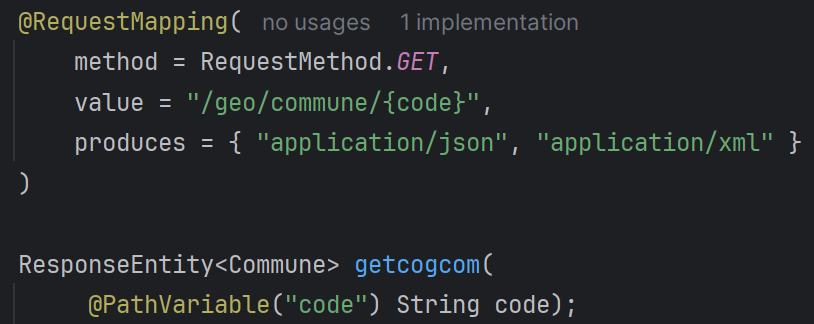 @RequestMapping( no usages 1 implementation
method = RequestMethod.GET,
value = "/geo/commune/{code}",
produces = { "application/json", "application/xml" }
)
ResponseEntity<Commune> getcogcom(
@PathVariable("code") String code);